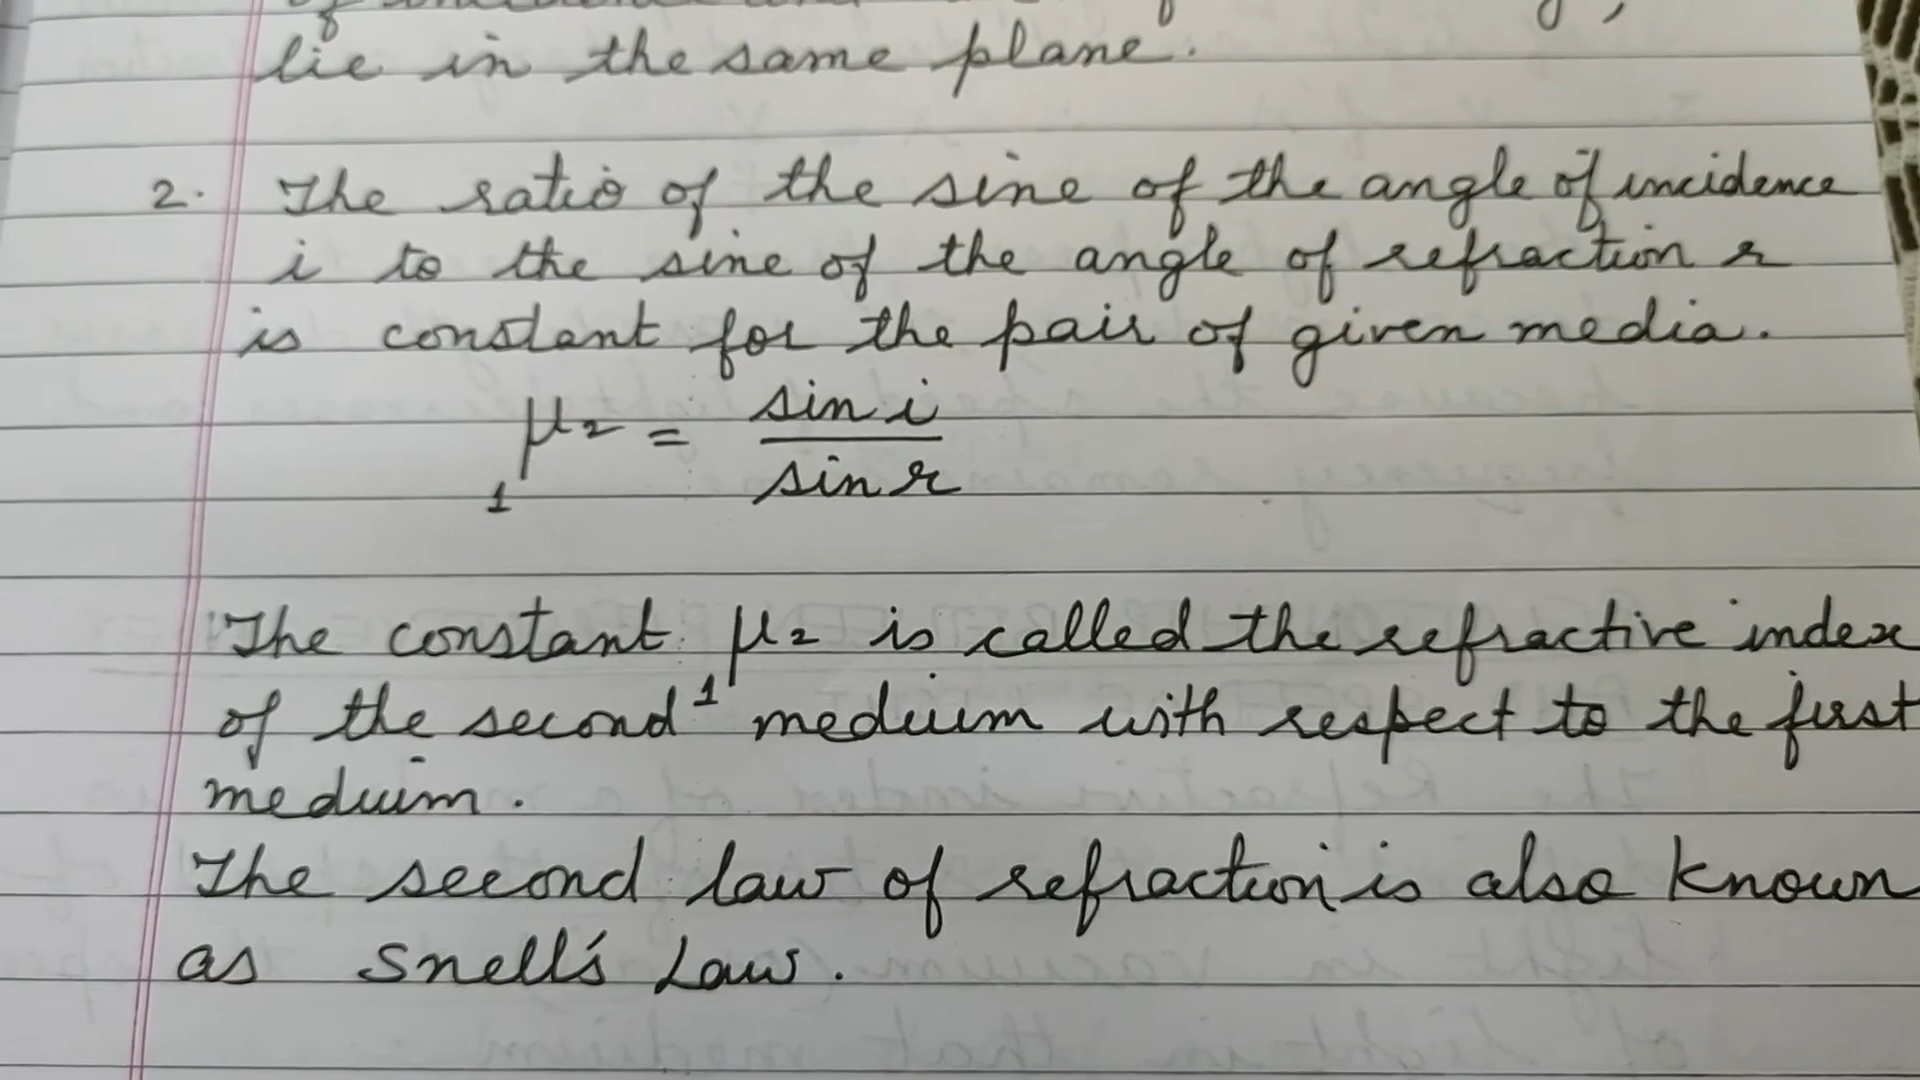 lie in the same plane.
2. The ratio of the sine of the angle of incidence
i to the sine of the angle of refraction r
is constant for the pair of given media.
₁μ₂ = sin i / sin r
The constant ₁μ₂ is called the refractive index
of the second medium with respect to the first
medium.
The second law of refraction is also known
as Snell's Law.